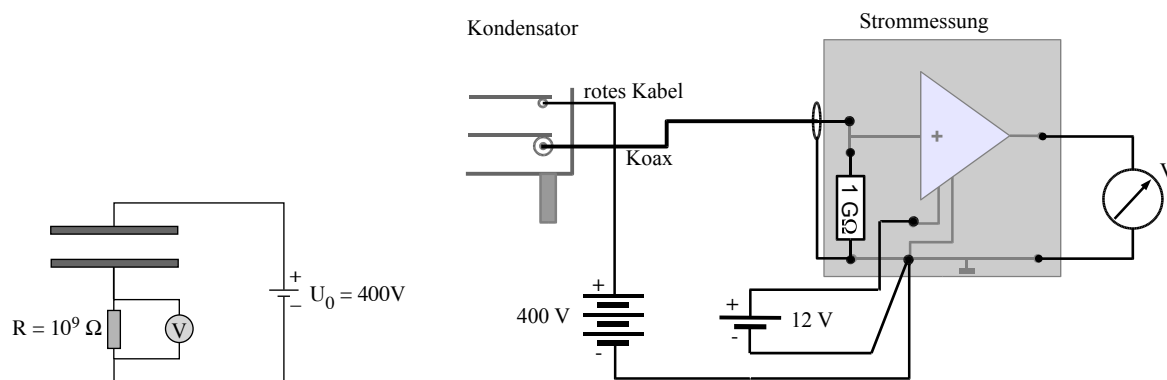 Kondensator
Strommessung
rotes Kabel
Koax
+
1 GΩ
V
+
400 V
-
+
12 V
-
R = 10⁹ Ω
V
+
−
U₀ = 400V